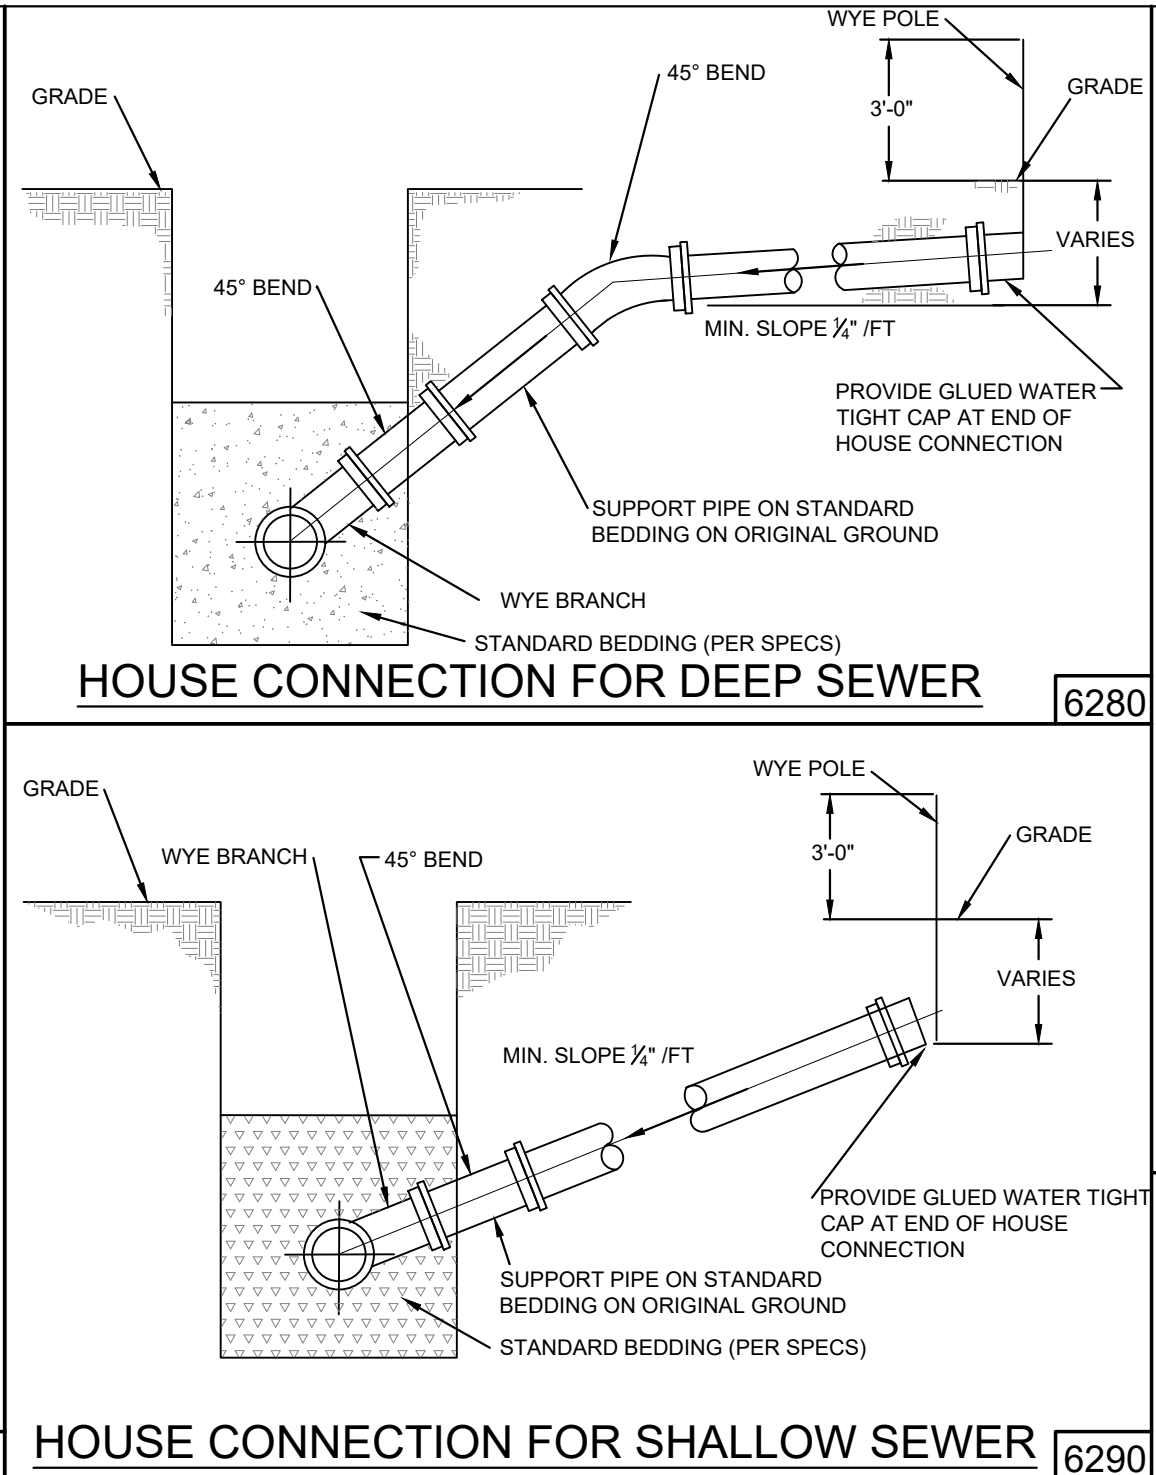 WYE POLE
45° BEND
GRADE
GRADE
3'-0"
VARIES
45° BEND
MIN. SLOPE ¼" /FT
PROVIDE GLUED WATER
TIGHT CAP AT END OF
HOUSE CONNECTION
SUPPORT PIPE ON STANDARD
BEDDING ON ORIGINAL GROUND
WYE BRANCH
STANDARD BEDDING (PER SPECS)
HOUSE CONNECTION FOR DEEP SEWER
6280
WYE POLE
GRADE
3'-0"
GRADE
WYE BRANCH
45° BEND
VARIES
MIN. SLOPE ¼" /FT
PROVIDE GLUED WATER TIGHT
CAP AT END OF HOUSE
CONNECTION
SUPPORT PIPE ON STANDARD
BEDDING ON ORIGINAL GROUND
STANDARD BEDDING (PER SPECS)
HOUSE CONNECTION FOR SHALLOW SEWER
6290